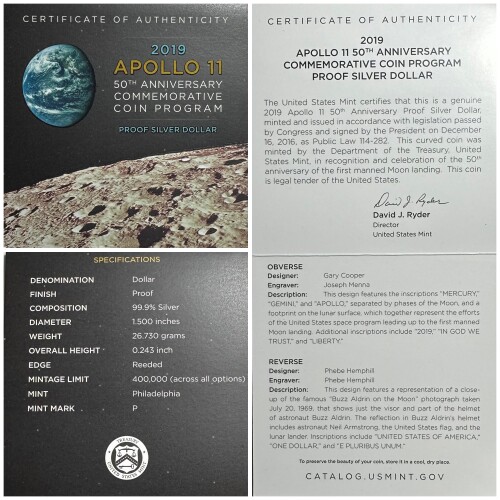 CERTIFICATE OF AUTHENTICITY
2019
APOLLO 11
50TH ANNIVERSARY
COMMEMORATIVE
COIN PROGRAM
PROOF SILVER DOLLAR
CERTIFICATE OF AUTHENTICITY
2019
APOLLO 11 50TH ANNIVERSARY
COMMEMORATIVE COIN PROGRAM
PROOF SILVER DOLLAR
The United States Mint certifies that this is a genuine
2019 Apollo 11 50th Anniversary Proof Silver Dollar,
minted and issued in accordance with legislation passed
by Congress and signed by the President on December
16, 2016, as Public Law 114-282. This curved coin was
minted by the Department of the Treasury, United
States Mint, in recognition and celebration of the 50th
anniversary of the first manned Moon landing. This coin
is legal tender of the United States.
David J. Ryder
David J. Ryder
Director
United States Mint
SPECIFICATIONS
DENOMINATION Dollar
FINISH Proof
COMPOSITION 99.9% Silver
DIAMETER 1.500 inches
WEIGHT 26.730 grams
OVERALL HEIGHT 0.243 inch
EDGE Reeded
MINTAGE LIMIT 400,000 (across all options)
MINT Philadelphia
MINT MARK P
OBVERSE
Designer: Gary Cooper
Engraver: Joseph Menna
Description: This design features the inscriptions "MERCURY,"
"GEMINI," and "APOLLO," separated by phases of the Moon, and a
footprint on the lunar surface, which together represent the efforts
of the United States space program leading up to the first manned
Moon landing. Additional inscriptions include "2019," "IN GOD WE
TRUST," and "LIBERTY."
REVERSE
Designer: Phebe Hemphill
Engraver: Phebe Hemphill
Description: This design features a representation of a close-
up of the famous "Buzz Aldrin on the Moon" photograph taken
July 20, 1969, that shows just the visor and part of the helmet
of astronaut Buzz Aldrin. The reflection in Buzz Aldrin's helmet
includes astronaut Neil Armstrong, the United States flag, and the
lunar lander. Inscriptions include "UNITED STATES OF AMERICA,"
"ONE DOLLAR," and "E PLURIBUS UNUM."
To preserve the beauty of your coin, store it in a cool, dry place.
CATALOG.USMINT.GOV